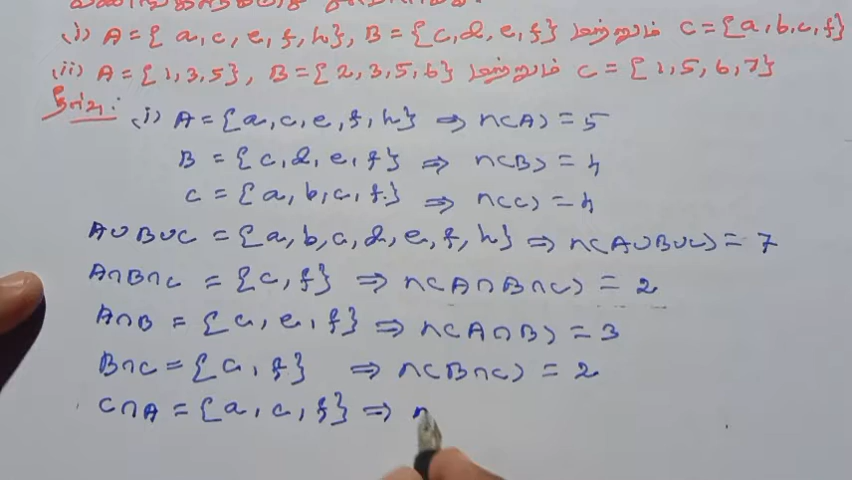 (i) A = { a, c, e, f, h }, B = { c, d, e, f } மற்றும் C = { a, b, c, f }
(ii) A = { 1, 3, 5 }, B = { 2, 3, 5, 6 } மற்றும் C = { 1, 5, 6, 7 }
தீர்வு:
(i) A = { a, c, e, f, h } ⇒ n(A) = 5
B = { c, d, e, f } ⇒ n(B) = 4
C = { a, b, c, f } ⇒ n(C) = 4
A∪B∪C = { a, b, c, d, e, f, h } ⇒ n(A∪B∪C) = 7
A∩B∩C = { c, f } ⇒ n(A∩B∩C) = 2
A∩B = { c, e, f } ⇒ n(A∩B) = 3
B∩C = { c, f } ⇒ n(B∩C) = 2
C∩A = { a, c, f } ⇒ n